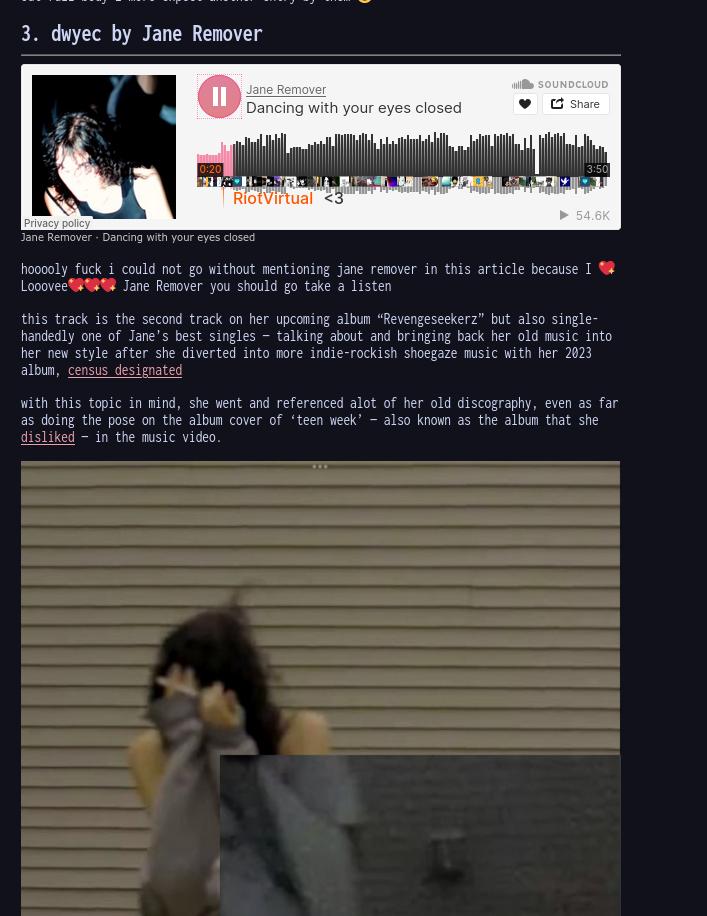 3. dwyec by Jane Remover
Jane Remover
SOUNDCLOUD
Dancing with your eyes closed
Share
0:20
3:50
RiotVirtual <3
54.6K
Privacy policy
Jane Remover · Dancing with your eyes closed
hooooly fuck i could not go without mentioning jane remover in this article because I 💖
Looovee💖💖💖 Jane Remover you should go take a listen
this track is the second track on her upcoming album “Revengeseekerz” but also single-
handedly one of Jane’s best singles — talking about and bringing back her old music into
her new style after she diverted into more indie-rockish shoegaze music with her 2023
album, census designated
with this topic in mind, she went and referenced alot of her old discography, even as far
as doing the pose on the album cover of ‘teen week’ — also known as the album that she
disliked — in the music video.